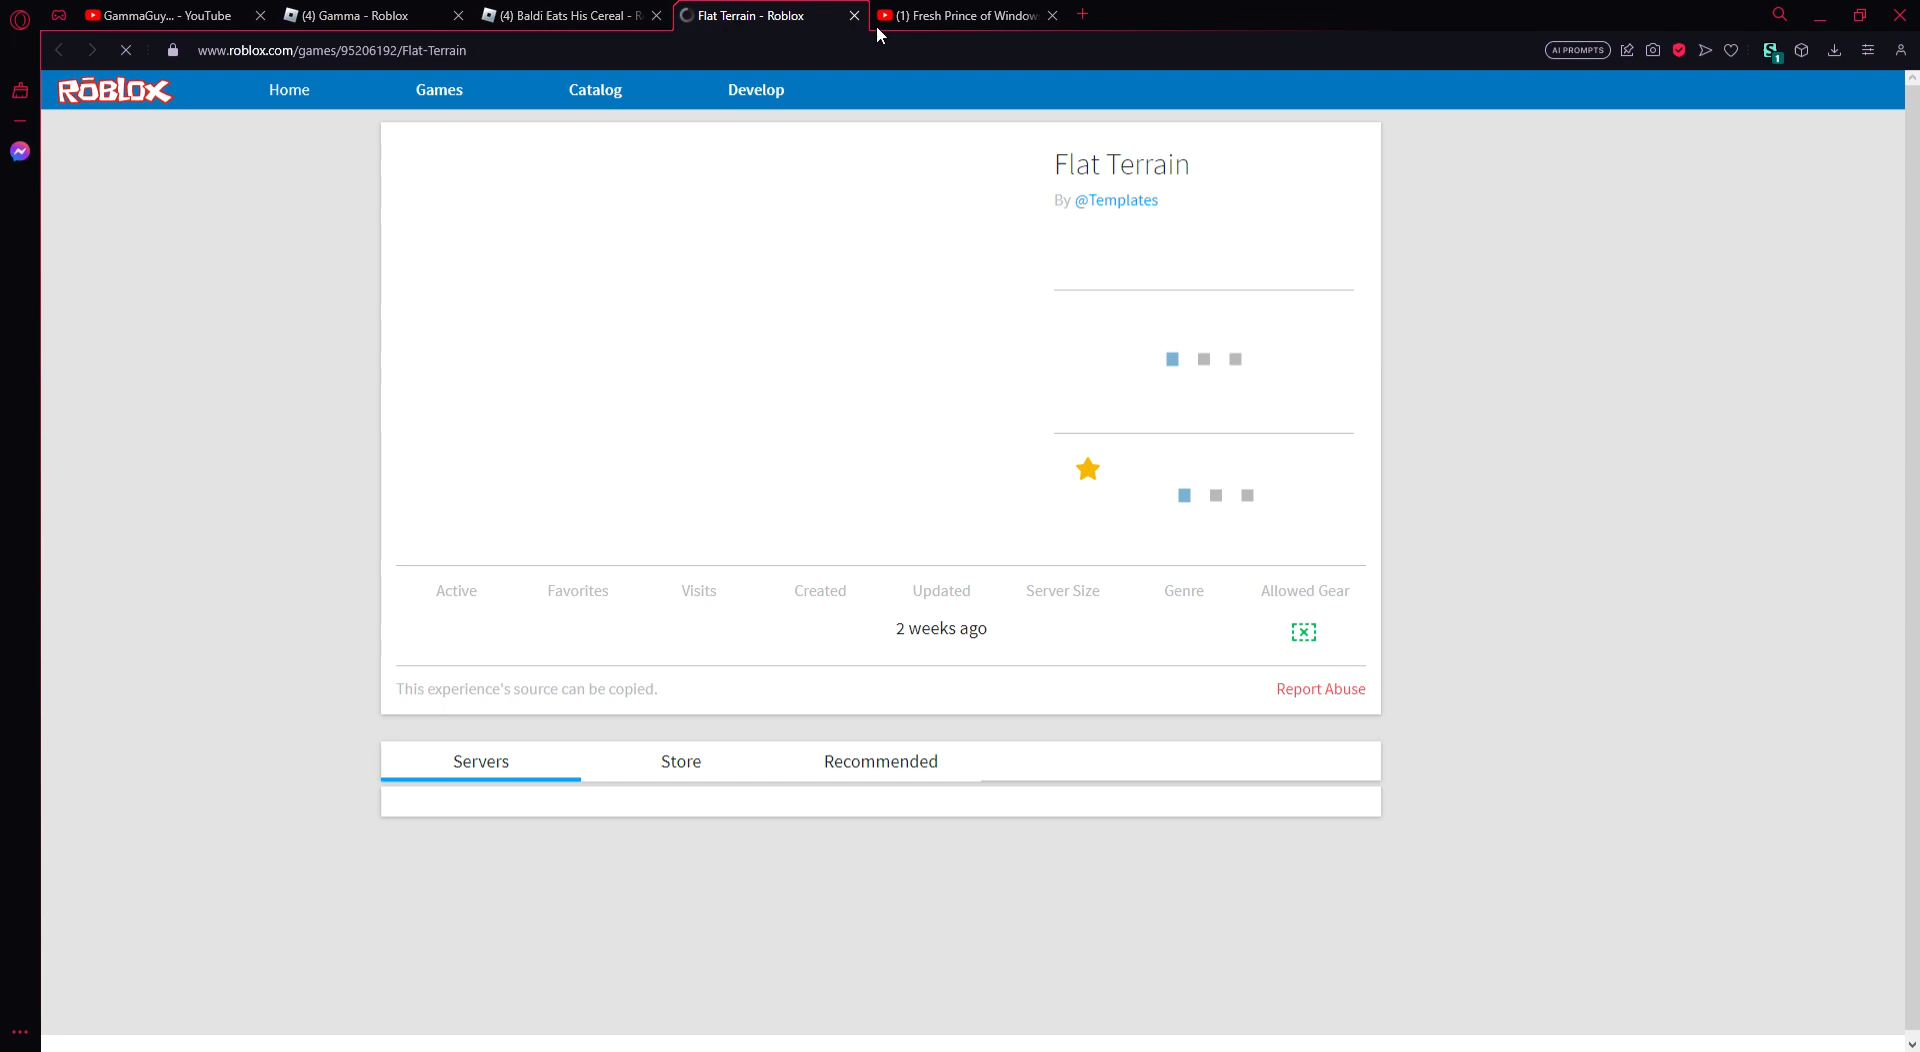 GammaGuy... - YouTube
(4) Gamma - Roblox
(4) Baldi Eats His Cereal - R
Flat Terrain - Roblox
(1) Fresh Prince of Window
www.roblox.com/games/95206192/Flat-Terrain
AI PROMPTS
1
ROBLOX
Home
Games
Catalog
Develop
Flat Terrain
By @Templates
Active
Favorites
Visits
Created
Updated
Server Size
Genre
Allowed Gear
2 weeks ago
This experience's source can be copied.
Report Abuse
Servers
Store
Recommended